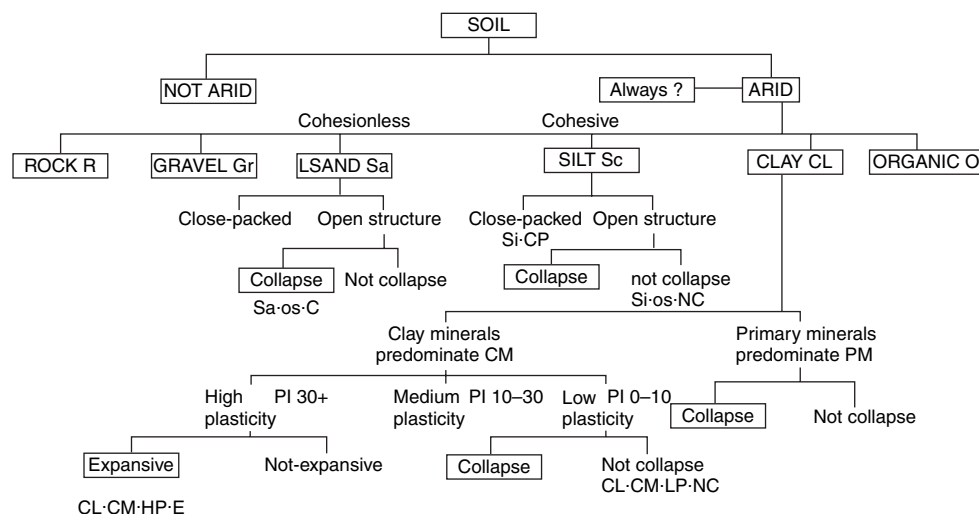 SOIL
NOT ARID
Always ?
ARID
Cohesionless
Cohesive
ROCK R
GRAVEL Gr
LSAND Sa
SILT Sc
CLAY CL
ORGANIC O
Close-packed
Open structure
Close-packed
Si·CP
Open structure
Collapse
Sa·os·C
Not collapse
Collapse
not collapse
Si·os·NC
Clay minerals
predominate CM
Primary minerals
predominate PM
High PI 30+
plasticity
Medium PI 10–30
plasticity
Low PI 0–10
plasticity
Collapse
Not collapse
Expansive
CL·CM·HP·E
Not-expansive
Collapse
Not collapse
CL·CM·LP·NC